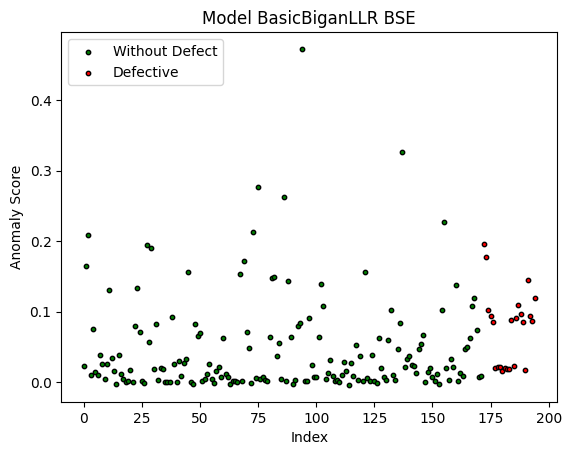 Model BasicBiganLLR BSE
Without Defect
Defective
Anomaly Score
0.4
0.3
0.2
0.1
0.0
0 25 50 75 100 125 150 175 200
Index